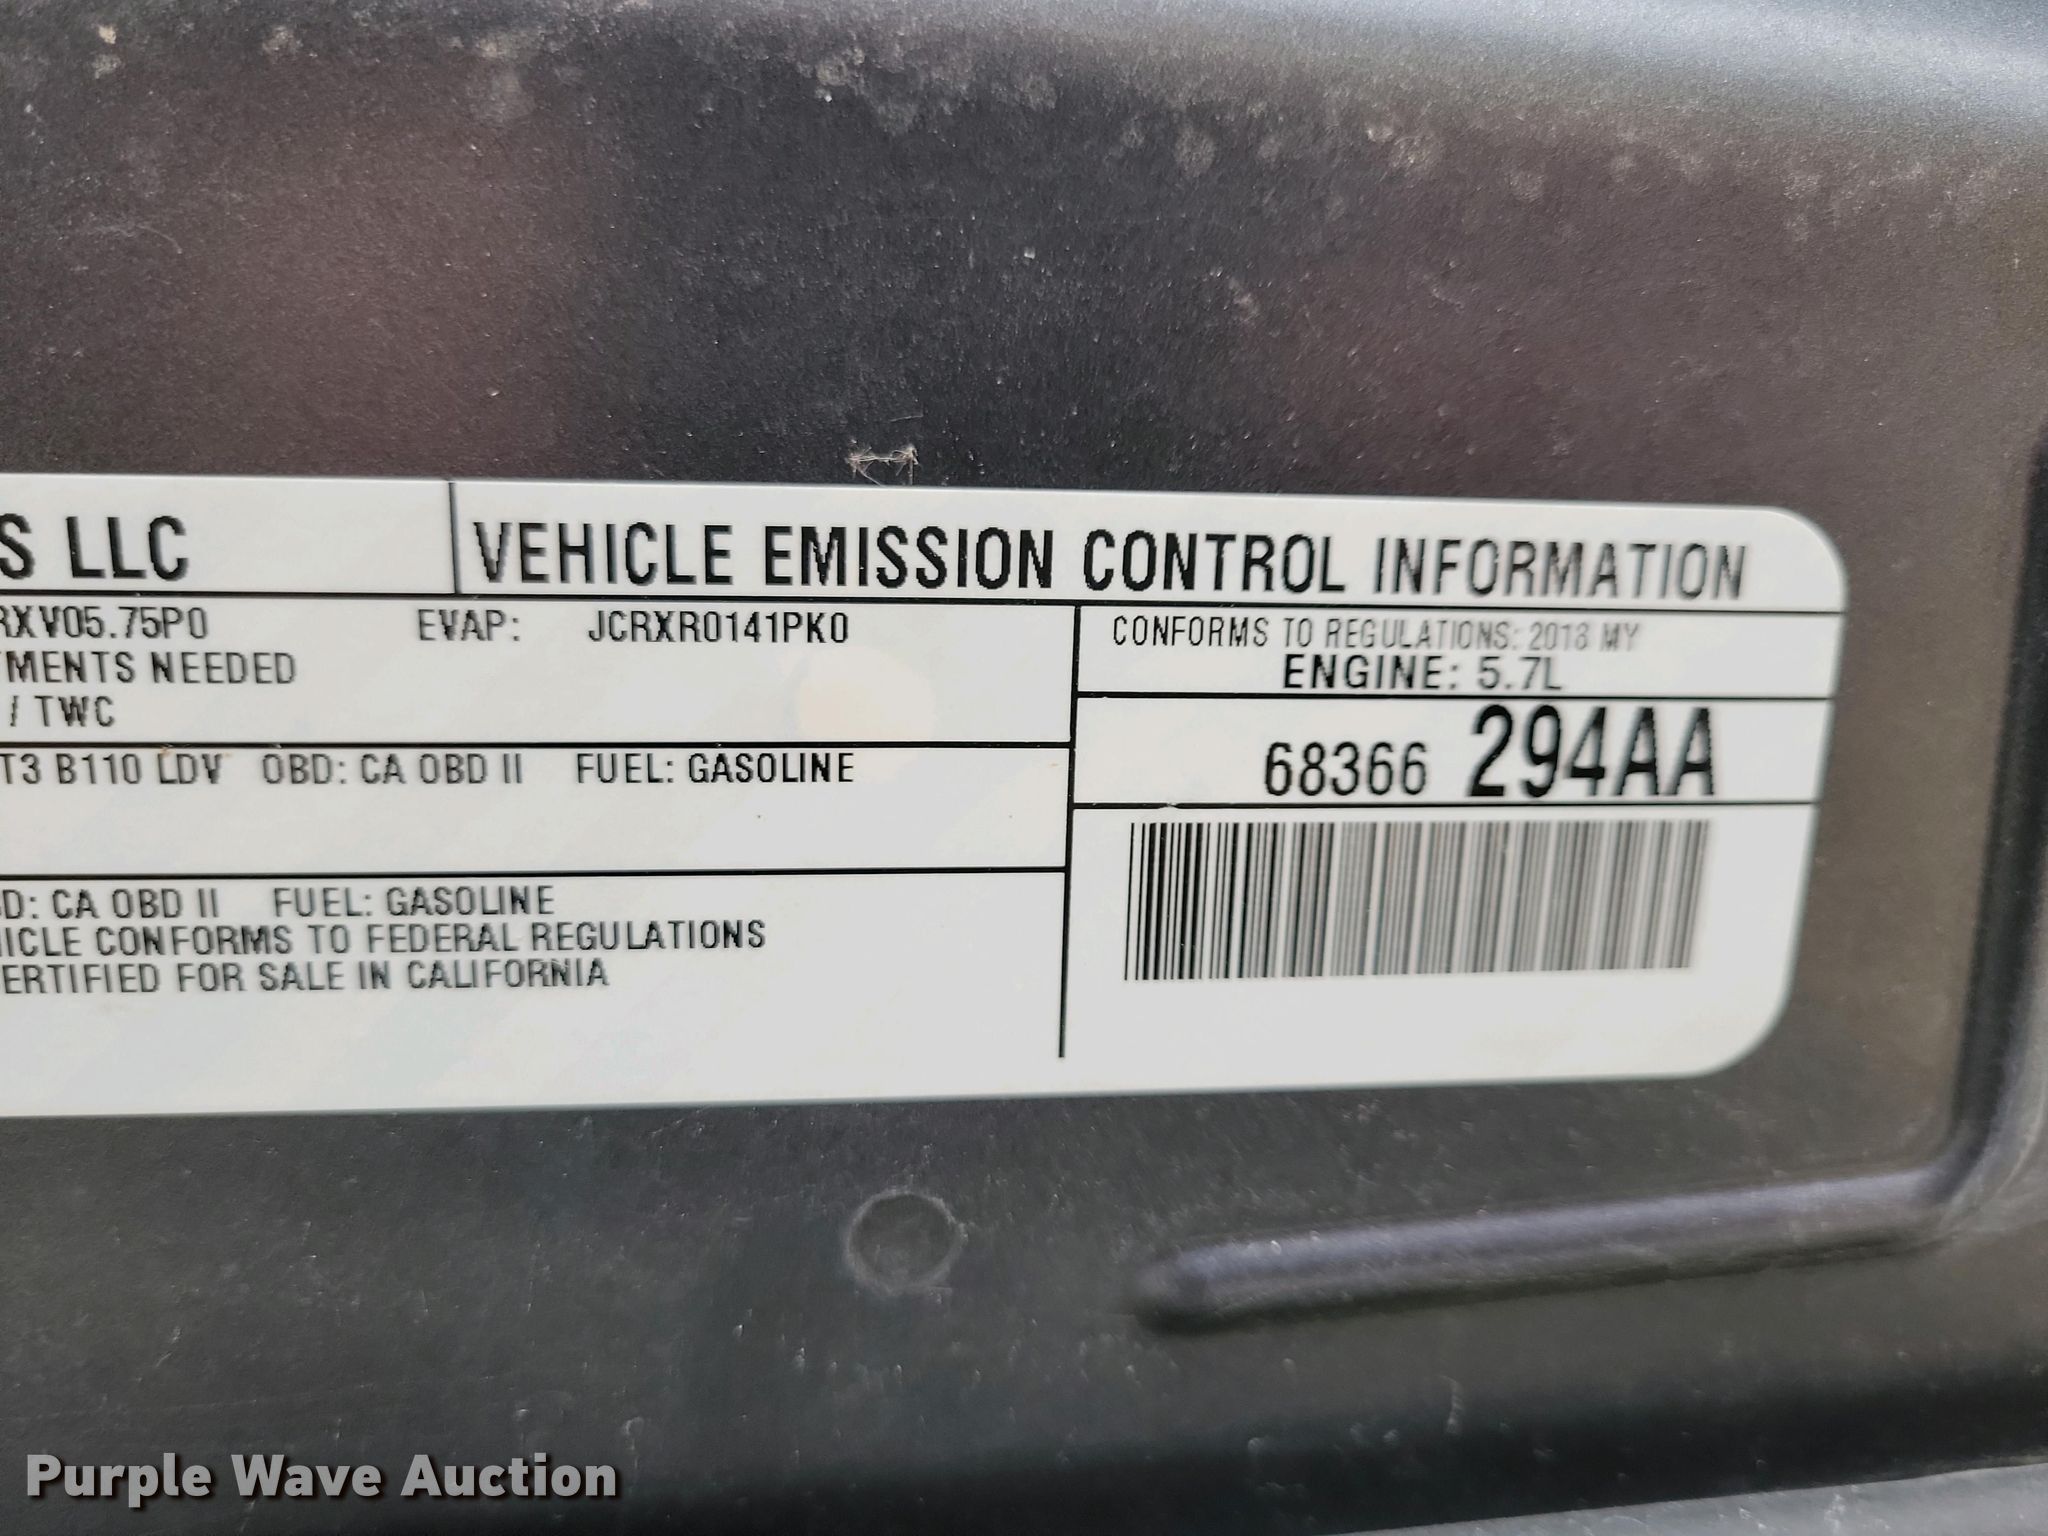 S LLC
VEHICLE EMISSION CONTROL INFORMATION
RXV05.75P0 EVAP: JCRXR0141PK0
TMENTS NEEDED
/ TWC
CONFORMS TO REGULATIONS: 2018 MY
ENGINE: 5.7L
68366 294AA
T3 B110 LDV OBD: CA OBD II FUEL: GASOLINE
D: CA OBD II FUEL: GASOLINE
HICLE CONFORMS TO FEDERAL REGULATIONS
ERTIFIED FOR SALE IN CALIFORNIA
Purple Wave Auction